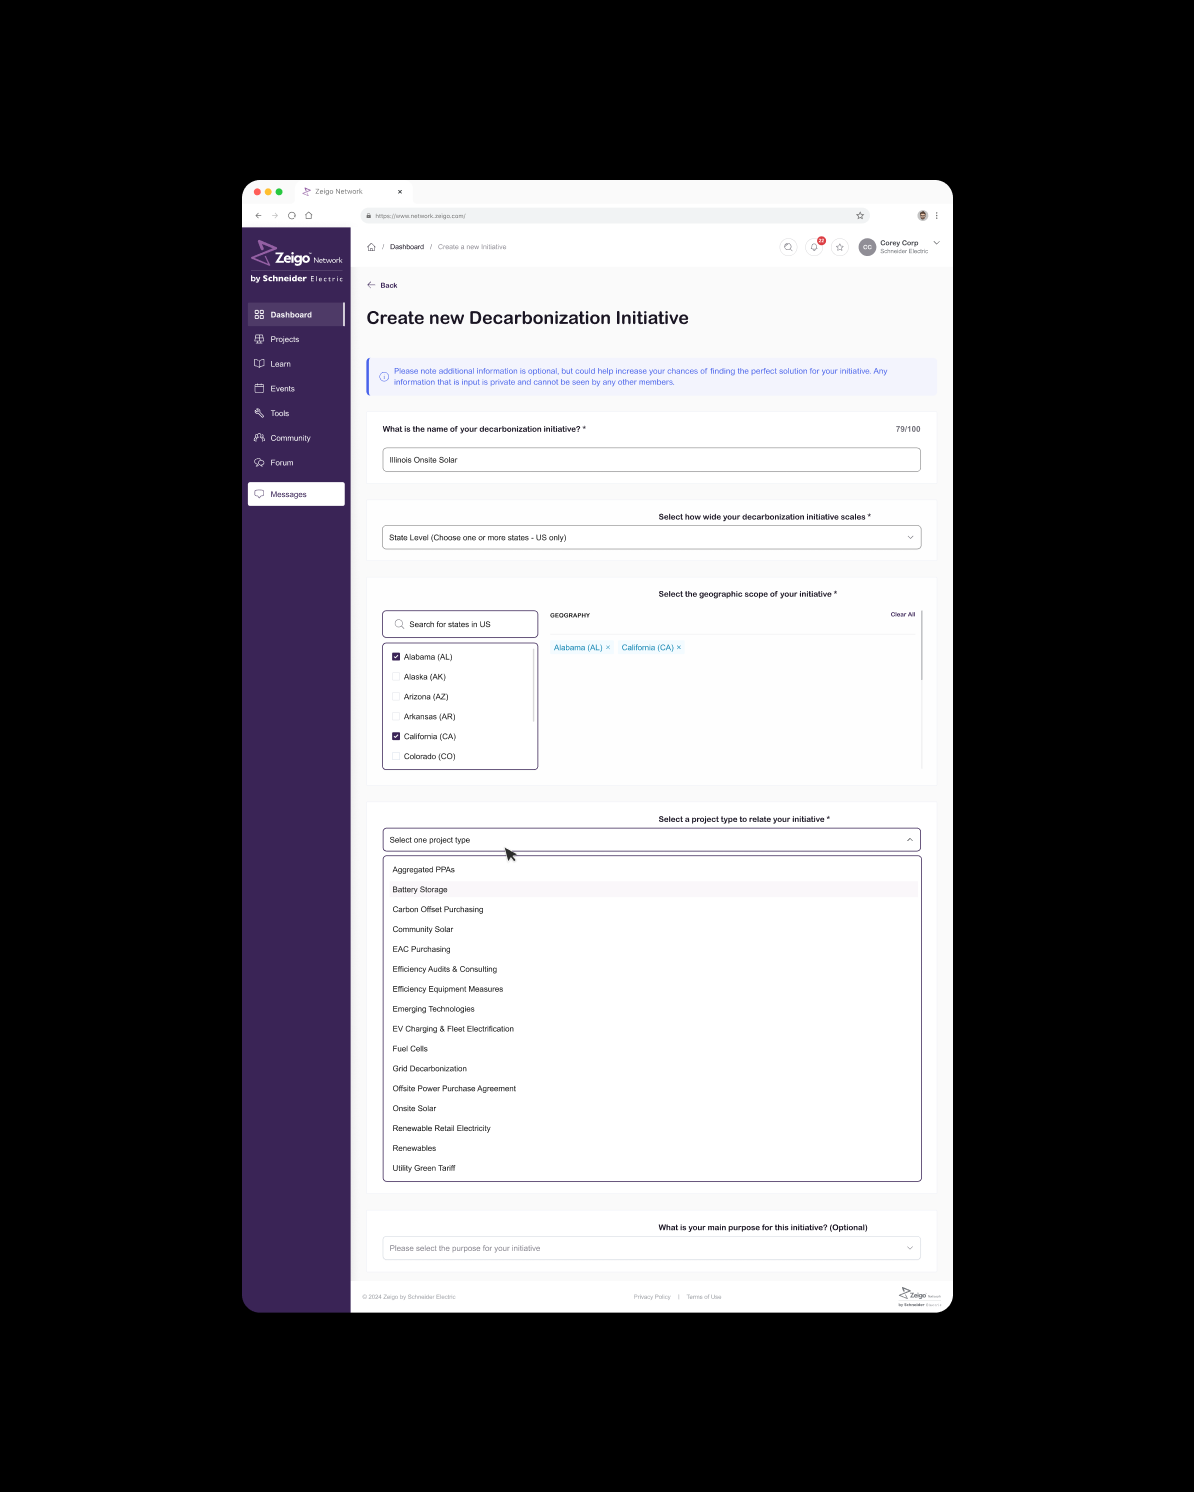 Zeigo Network
https://www.network.zeigo.com/
Zeigo Network
by Schneider Electric
/ Dashboard / Create a new Initiative
22
CC
Corey Corp
Schneider Electric
Dashboard
Projects
Learn
Events
Tools
Community
Forum
Messages
Back
Create new Decarbonization Initiative
Please note additional information is optional, but could help increase your chances of finding the perfect solution for your initiative. Any
information that is input is private and cannot be seen by any other members.
What is the name of your decarbonization initiative? *
79/100
Illinois Onsite Solar
Select how wide your decarbonization initiative scales *
State Level (Choose one or more states - US only)
Select the geographic scope of your initiative *
Search for states in US
Alabama (AL)
Alaska (AK)
Arizona (AZ)
Arkansas (AR)
California (CA)
Colorado (CO)
GEOGRAPHY
Clear All
Alabama (AL) × California (CA) ×
Select a project type to relate your initiative *
Select one project type
Aggregated PPAs
Battery Storage
Carbon Offset Purchasing
Community Solar
EAC Purchasing
Efficiency Audits & Consulting
Efficiency Equipment Measures
Emerging Technologies
EV Charging & Fleet Electrification
Fuel Cells
Grid Decarbonization
Offsite Power Purchase Agreement
Onsite Solar
Renewable Retail Electricity
Renewables
Utility Green Tariff
What is your main purpose for this initiative? (Optional)
Please select the purpose for your initiative
© 2024 Zeigo by Schneider Electric
Privacy Policy | Terms of Use
Zeigo Network
by Schneider Electric